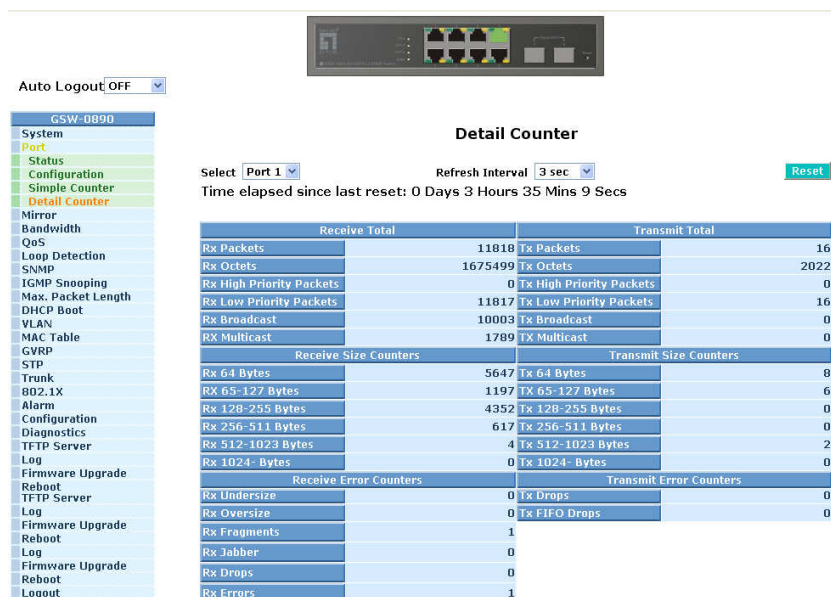 Auto Logout OFF
GSW-0890
System
Port
Status
Configuration
Simple Counter
Detail Counter
Mirror
Bandwidth
QoS
Loop Detection
SNMP
IGMP Snooping
Max. Packet Length
DHCP Boot
VLAN
MAC Table
GVRP
STP
Trunk
802.1X
Alarm
Configuration
Diagnostics
TFTP Server
Log
Firmware Upgrade
Reboot
TFTP Server
Log
Firmware Upgrade
Reboot
Log
Firmware Upgrade
Reboot
Logout
Detail Counter
Select Port 1 Refresh Interval 3 sec Reset
Time elapsed since last reset: 0 Days 3 Hours 35 Mins 9 Secs
Receive Total Transmit Total
Rx Packets 11818 Tx Packets 16
Rx Octets 1675499 Tx Octets 2022
Rx High Priority Packets 0 Tx High Priority Packets 0
Rx Low Priority Packets 11817 Tx Low Priority Packets 16
Rx Broadcast 10003 Tx Broadcast 0
RX Multicast 1789 TX Multicast 0
Receive Size Counters Transmit Size Counters
Rx 64 Bytes 5647 Tx 64 Bytes 8
RX 65-127 Bytes 1197 TX 65-127 Bytes 6
Rx 128-255 Bytes 4352 Tx 128-255 Bytes 0
Rx 256-511 Bytes 617 Tx 256-511 Bytes 0
Rx 512-1023 Bytes 4 Tx 512-1023 Bytes 2
Rx 1024- Bytes 0 Tx 1024- Bytes 0
Receive Error Counters Transmit Error Counters
Rx Undersize 0 Tx Drops 0
Rx Oversize 0 Tx FIFO Drops 0
Rx Fragments 1
Rx Jabber 0
Rx Drops 0
Rx Errors 1